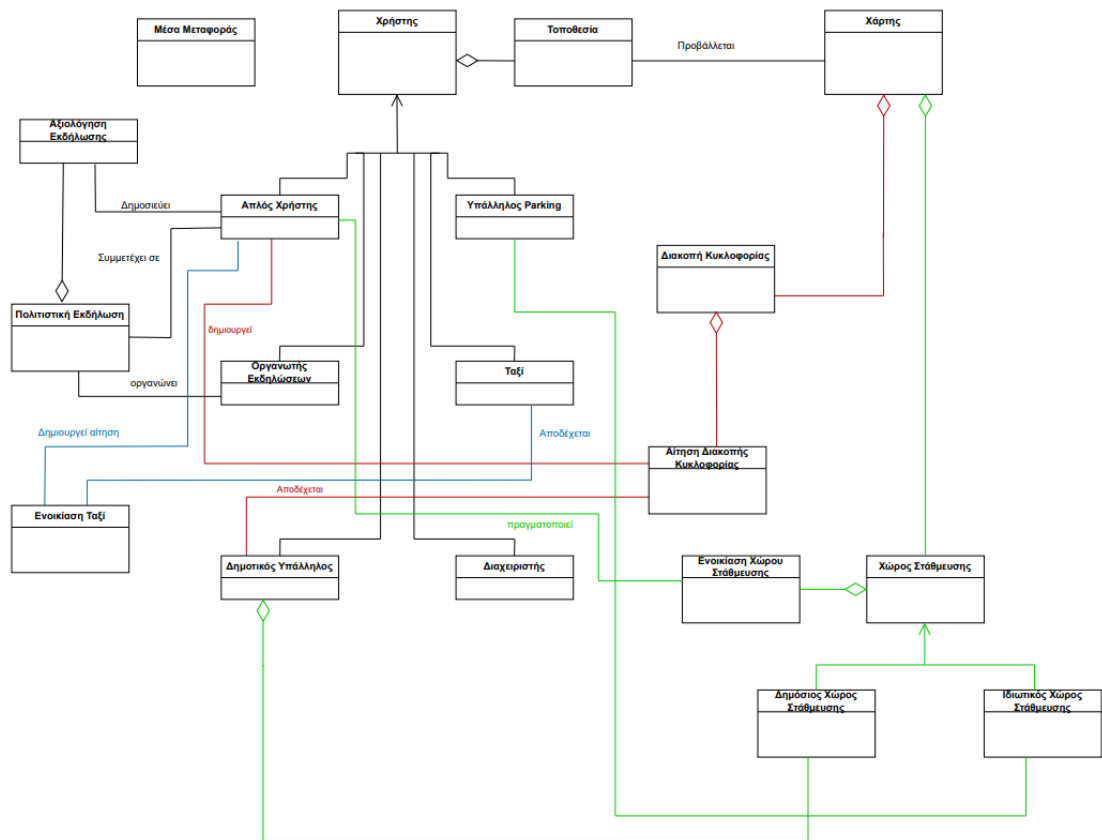 Χρήστης
Τοποθεσία
Χάρτης
Μέσα Μεταφοράς
Προβάλλεται
Αξιολόγηση
Εκδήλωσης
Δημοσιεύει
Απλός Χρήστης
Υπάλληλος Parking
Συμμετέχει σε
Διακοπή Κυκλοφορίας
Πολιτιστική Εκδήλωση
δημιουργεί
οργανώνει
Οργανωτής
Εκδηλώσεων
Ταξί
Δημιουργεί αίτηση
Αποδέχεται
Αίτηση Διακοπής
Κυκλοφορίας
Αποδέχεται
Ενοικίαση Ταξί
πραγματοποιεί
Δημοτικός Υπάλληλος
Διαχειριστής
Ενοικίαση Χώρου
Στάθμευσης
Χώρος Στάθμευσης
Δημόσιος Χώρος
Στάθμευσης
Ιδιωτικός Χώρος
Στάθμευσης